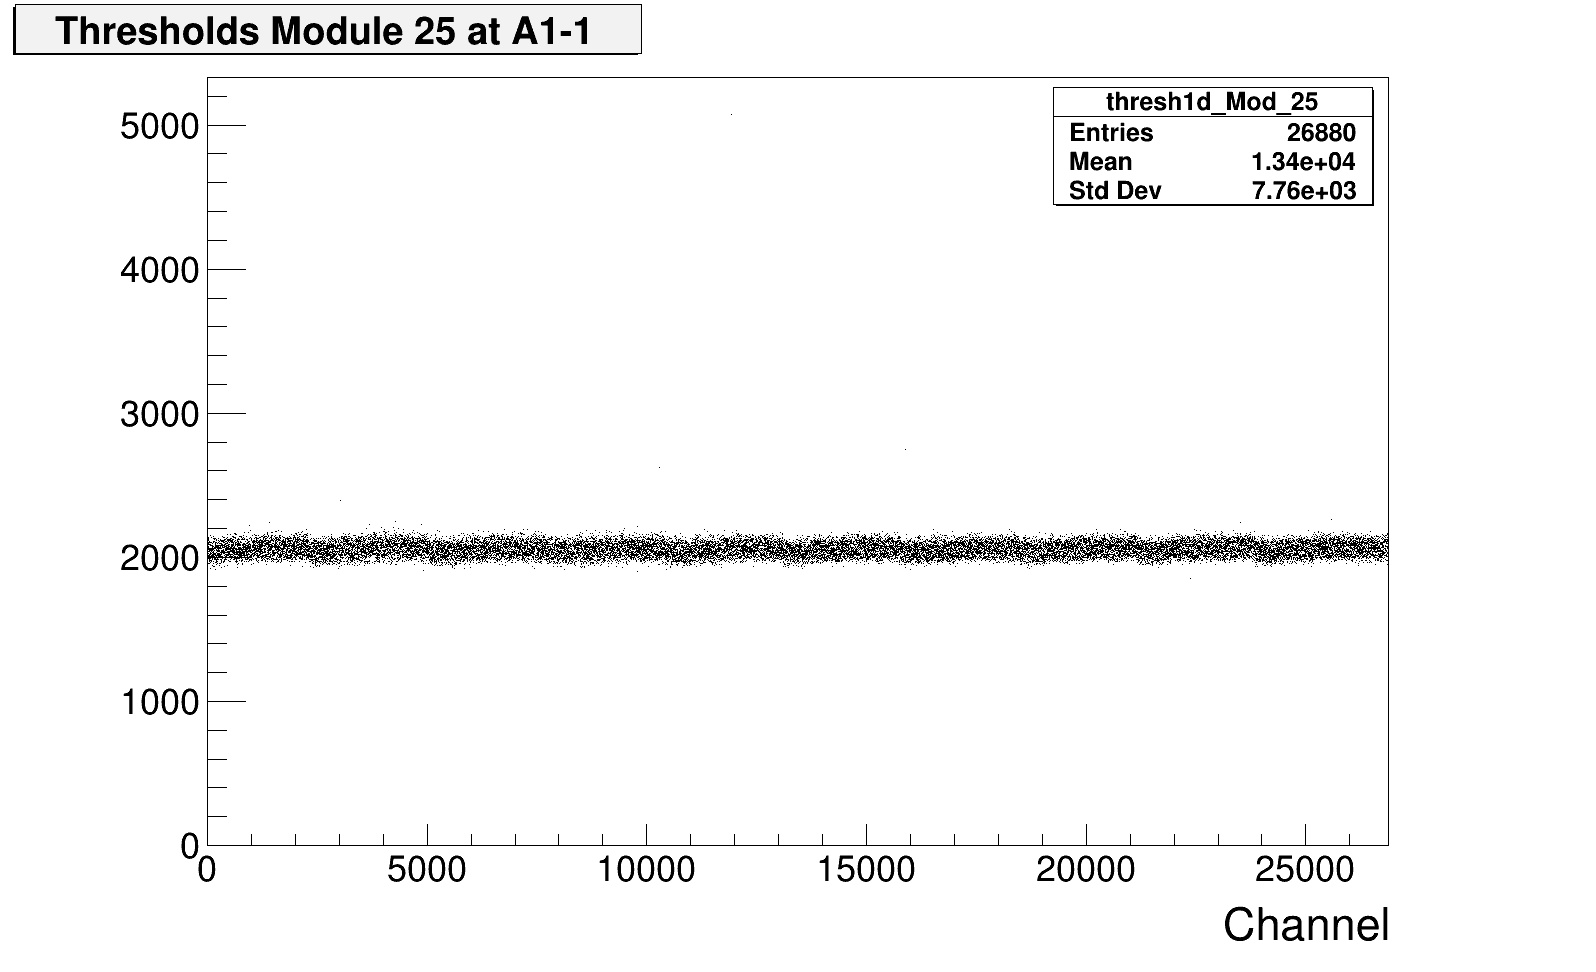 Thresholds Module 25 at A1-1
thresh1d_Mod_25
Entries 26880
Mean 1.34e+04
Std Dev 7.76e+03
5000
4000
3000
2000
1000
0
0 5000 10000 15000 20000 25000
Channel